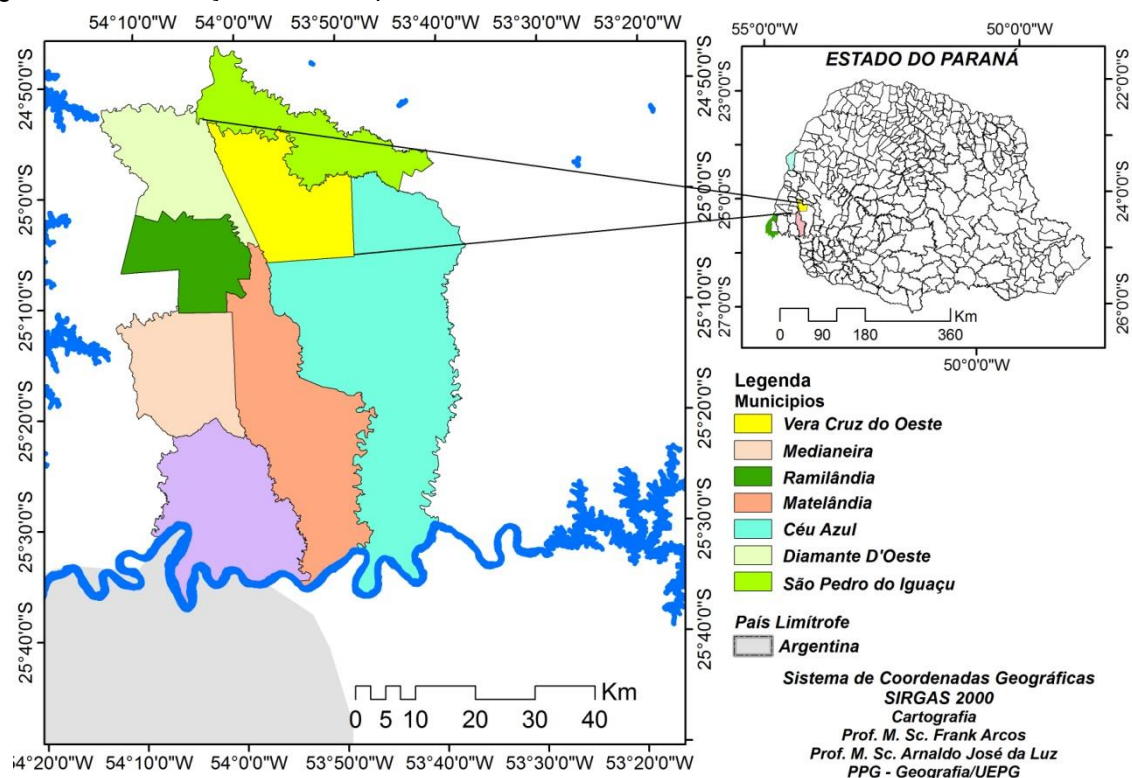 54°10'0"W 54°0'0"W 53°50'0"W 53°40'0"W 53°30'0"W 53°20'0"W
24°50'0"S
25°0'0"S
25°10'0"S
25°20'0"S
25°30'0"S
25°40'0"S
24°50'0"S
25°0'0"S
25°10'0"S
25°20'0"S
25°30'0"S
25°40'0"S
Km
0 5 10 20 30 40
54°20'0"W 54°10'0"W 54°0'0"W 53°50'0"W 53°40'0"W 53°30'0"W 53°20'0"W
55°0'0"W 50°0'0"W
ESTADO DO PARANÁ
23°0'0"S
25°0'0"S
27°0'0"S
22°0'0"S
24°0'0"S
26°0'0"S
Km
0 90 180 360
50°0'0"W
Legenda
Municipios
Vera Cruz do Oeste
Medianeira
Ramilândia
Matelândia
Céu Azul
Diamante D'Oeste
São Pedro do Iguaçu
País Limítrofe
Argentina
Sistema de Coordenadas Geográficas
SIRGAS 2000
Cartografia
Prof. M. Sc. Frank Arcos
Prof. M. Sc. Arnaldo José da Luz
PPG - Geografia/UEPG